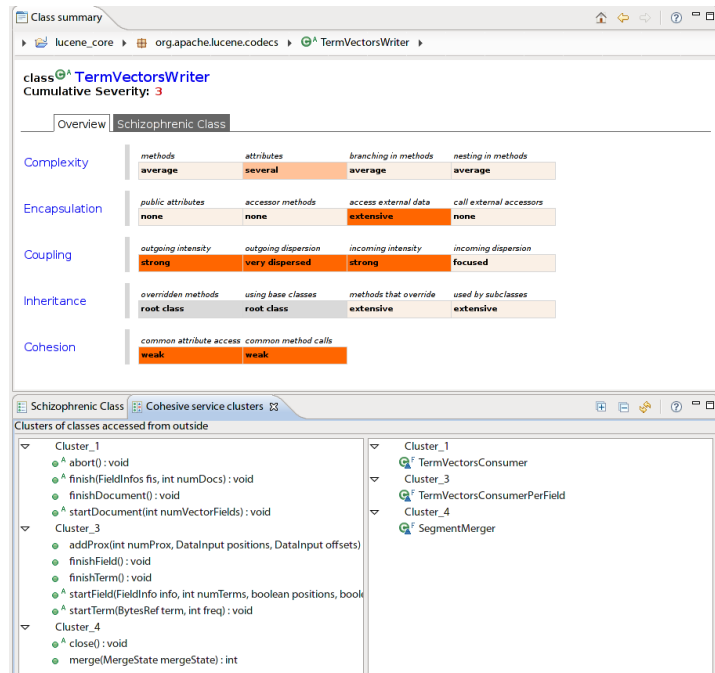 Class summary
lucene_core org.apache.lucene.codecs TermVectorsWriter
class TermVectorsWriter
Cumulative Severity: 3
Overview Schizophrenic Class
methods attributes branching in methods nesting in methods
Complexity
average several average average
public attributes accessor methods access external data call external accessors
Encapsulation
none none extensive none
outgoing intensity outgoing dispersion incoming intensity incoming dispersion
Coupling
strong very dispersed strong focused
overridden methods using base classes methods that override used by subclasses
Inheritance
root class root class extensive extensive
common attribute access common method calls
Cohesion
weak weak
Schizophrenic Class Cohesive service clusters
Clusters of classes accessed from outside
Cluster_1
A abort() : void
A finish(FieldInfos fis, int numDocs) : void
finishDocument() : void
A startDocument(int numVectorFields) : void
Cluster_3
addProx(int numProx, DataInput positions, DataInput offsets)
finishField() : void
finishTerm() : void
A startField(FieldInfo info, int numTerms, boolean positions, boole
A startTerm(BytesRef term, int freq) : void
Cluster_4
A close() : void
merge(MergeState mergeState) : int
Cluster_1
TermVectorsConsumer
Cluster_3
TermVectorsConsumerPerField
Cluster_4
SegmentMerger